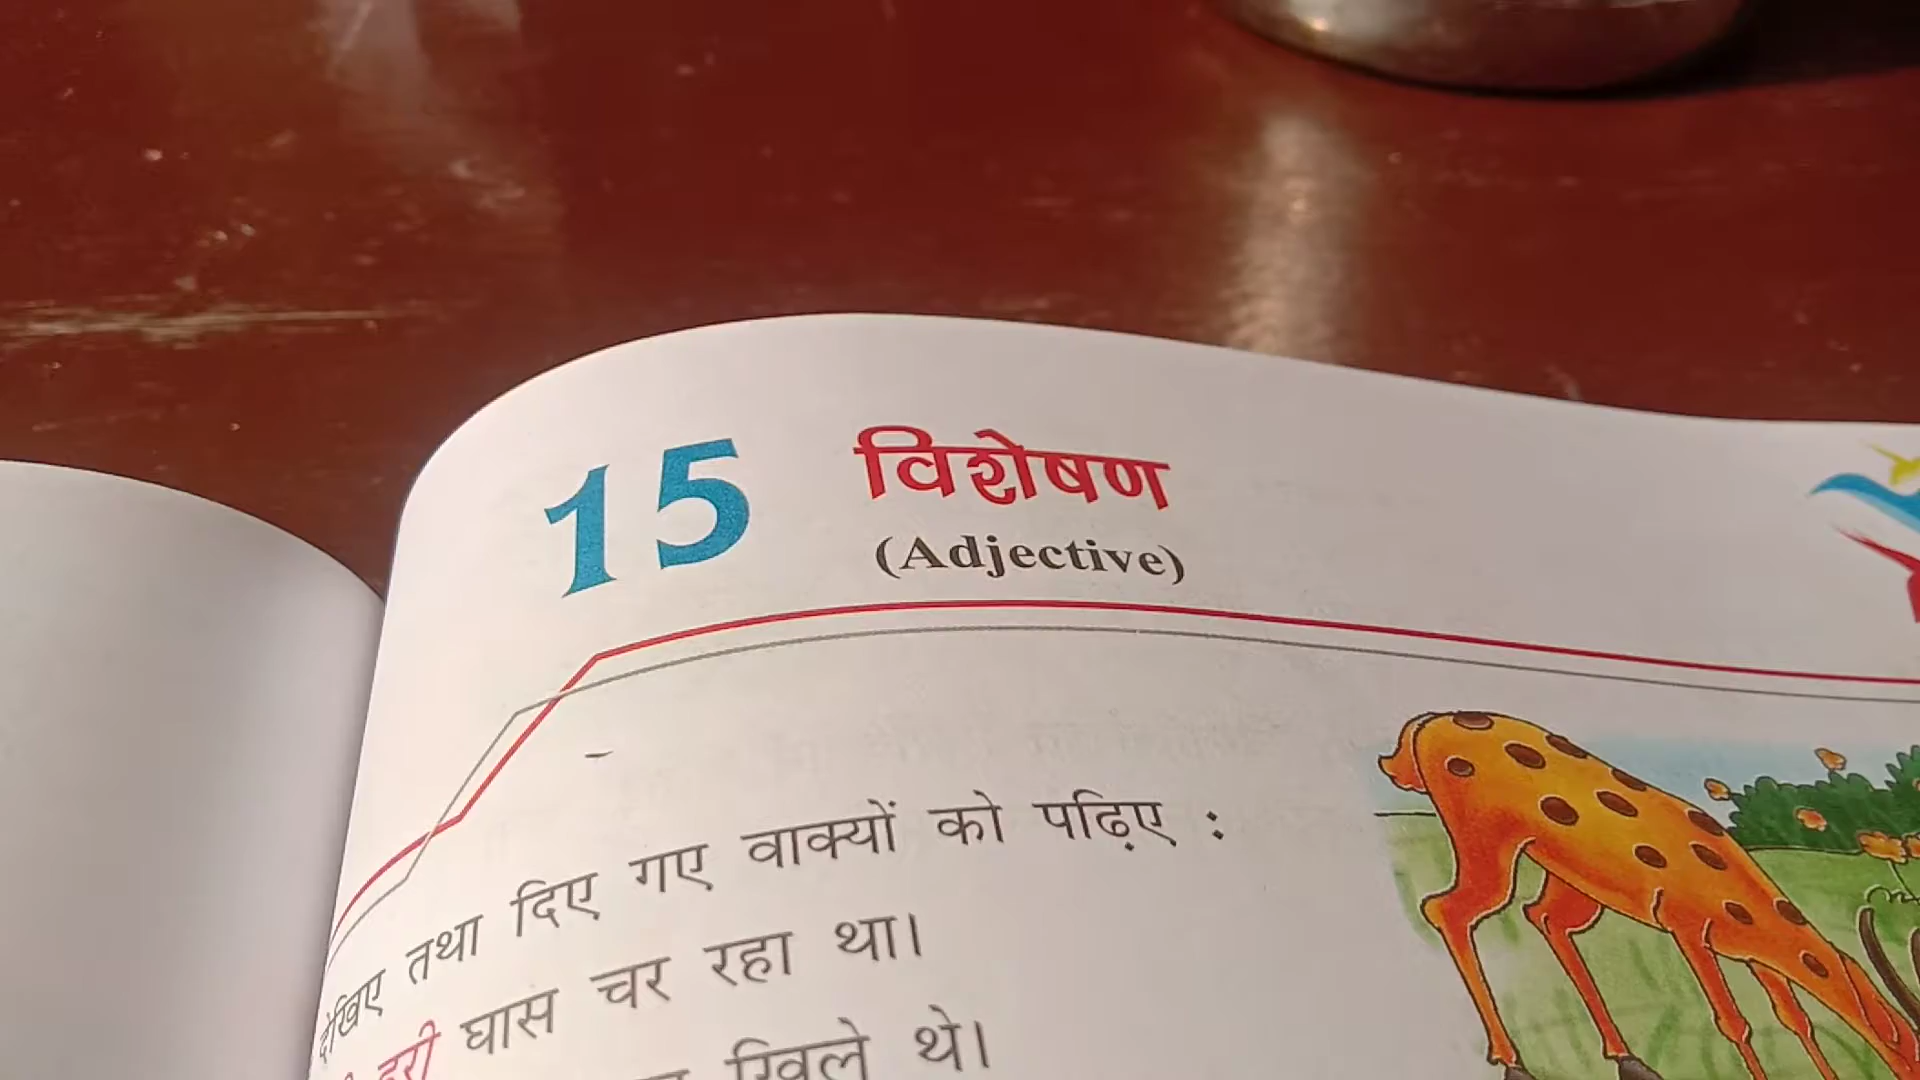 15 विशेषण
(Adjective)
देखिए तथा दिए गए वाक्यों को पढ़िए :
हरी घास चर रहा था।
खिले थे।